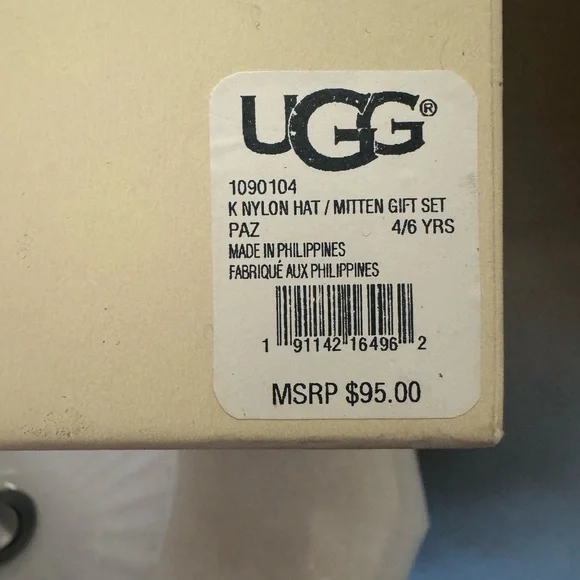 UGG®
1090104
K NYLON HAT / MITTEN GIFT SET
PAZ 4/6 YRS
MADE IN PHILIPPINES
FABRIQUÉ AUX PHILIPPINES
1 91142 16496 2
MSRP $95.00